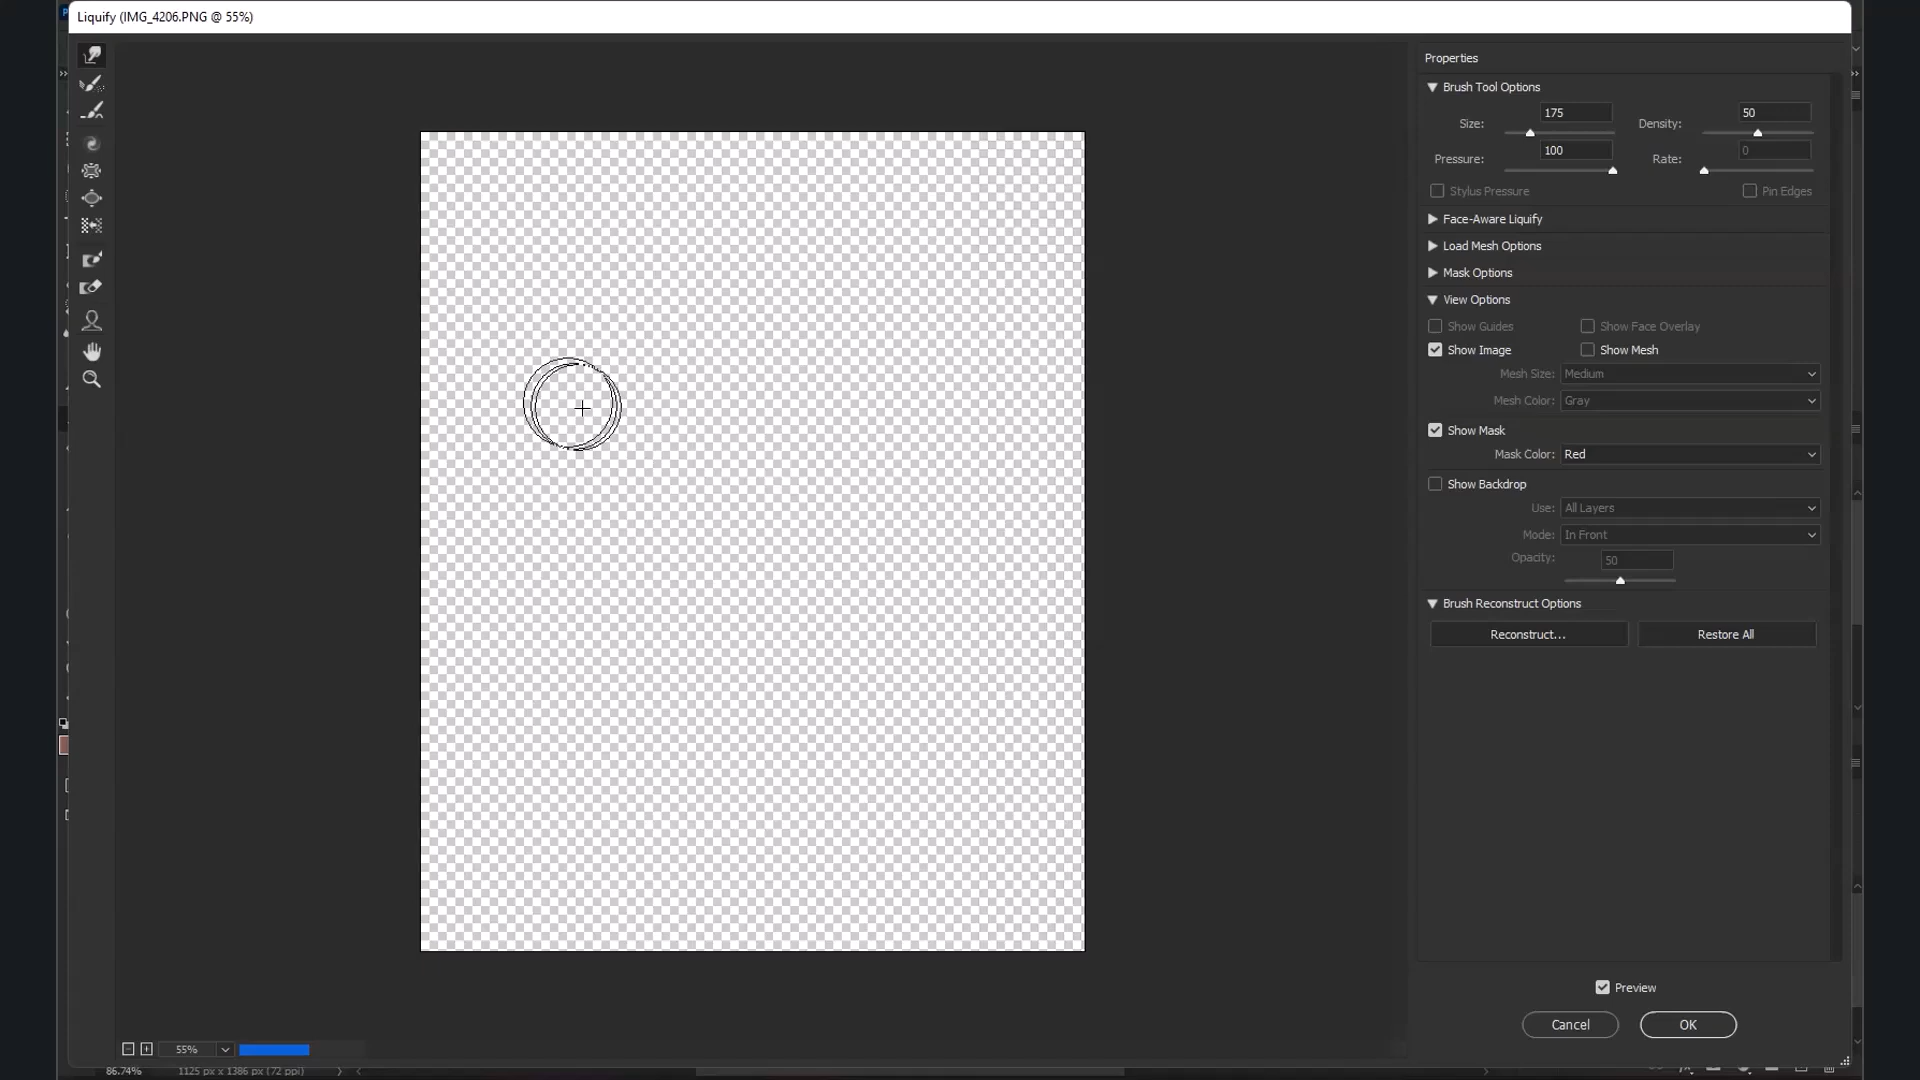 Liquify (IMG_4206.PNG @ 55%)
Properties
Brush Tool Options
Size: 175 Density: 50
Pressure: 100 Rate: 0
Stylus Pressure Pin Edges
Face-Aware Liquify
Load Mesh Options
Mask Options
View Options
Show Guides Show Face Overlay
Show Image Show Mesh
Mesh Size: Medium
Mesh Color: Gray
Show Mask
Mask Color: Red
Show Backdrop
Use: All Layers
Mode: In Front
Opacity: 50
Brush Reconstruct Options
Reconstruct... Restore All
Preview
Cancel OK
55%
86.74% 1125 px x 1386 px (72 ppi)